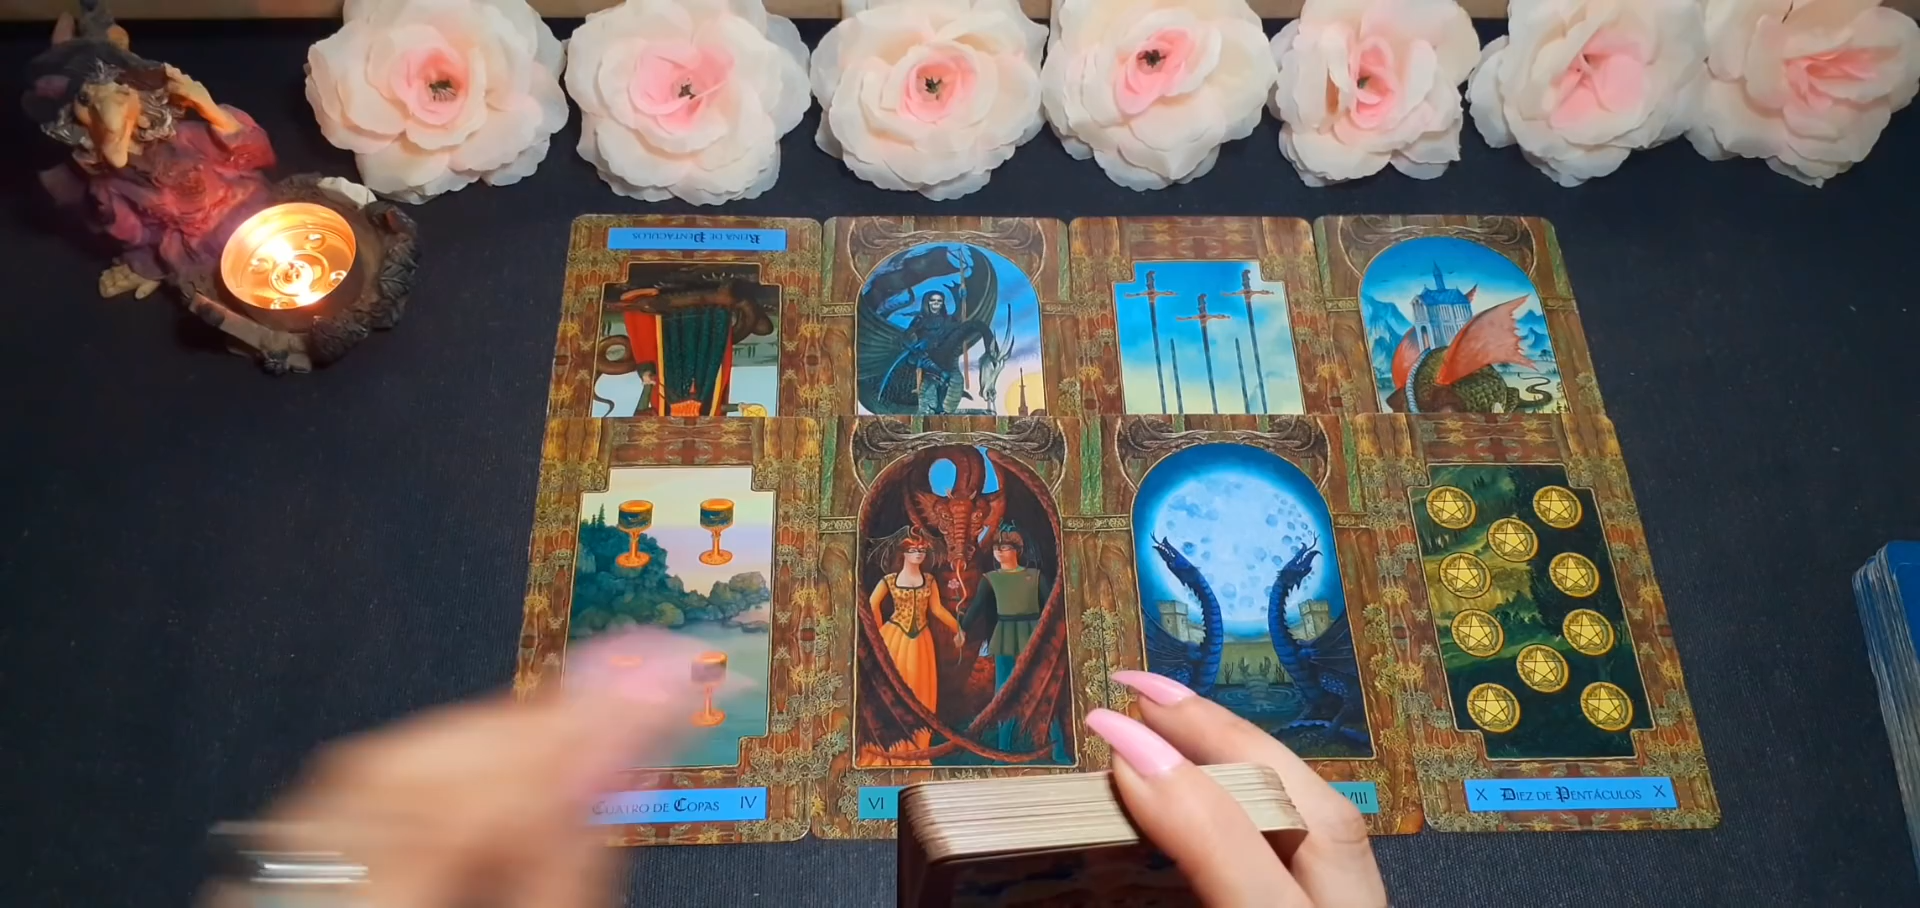 REINA DE PENTÁCULOS
CUATRO DE COPAS IV
VI
VIII
X DIEZ DE PENTÁCULOS X